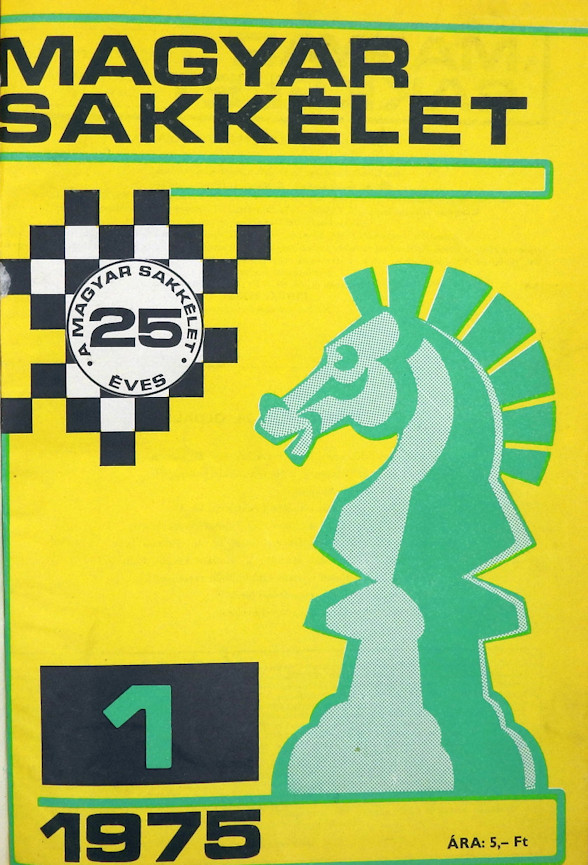 MAGYAR
SAKKÉLET
• A MAGYAR SAKKÉLET •
25
ÉVES
1
1975
ÁRA: 5,– Ft